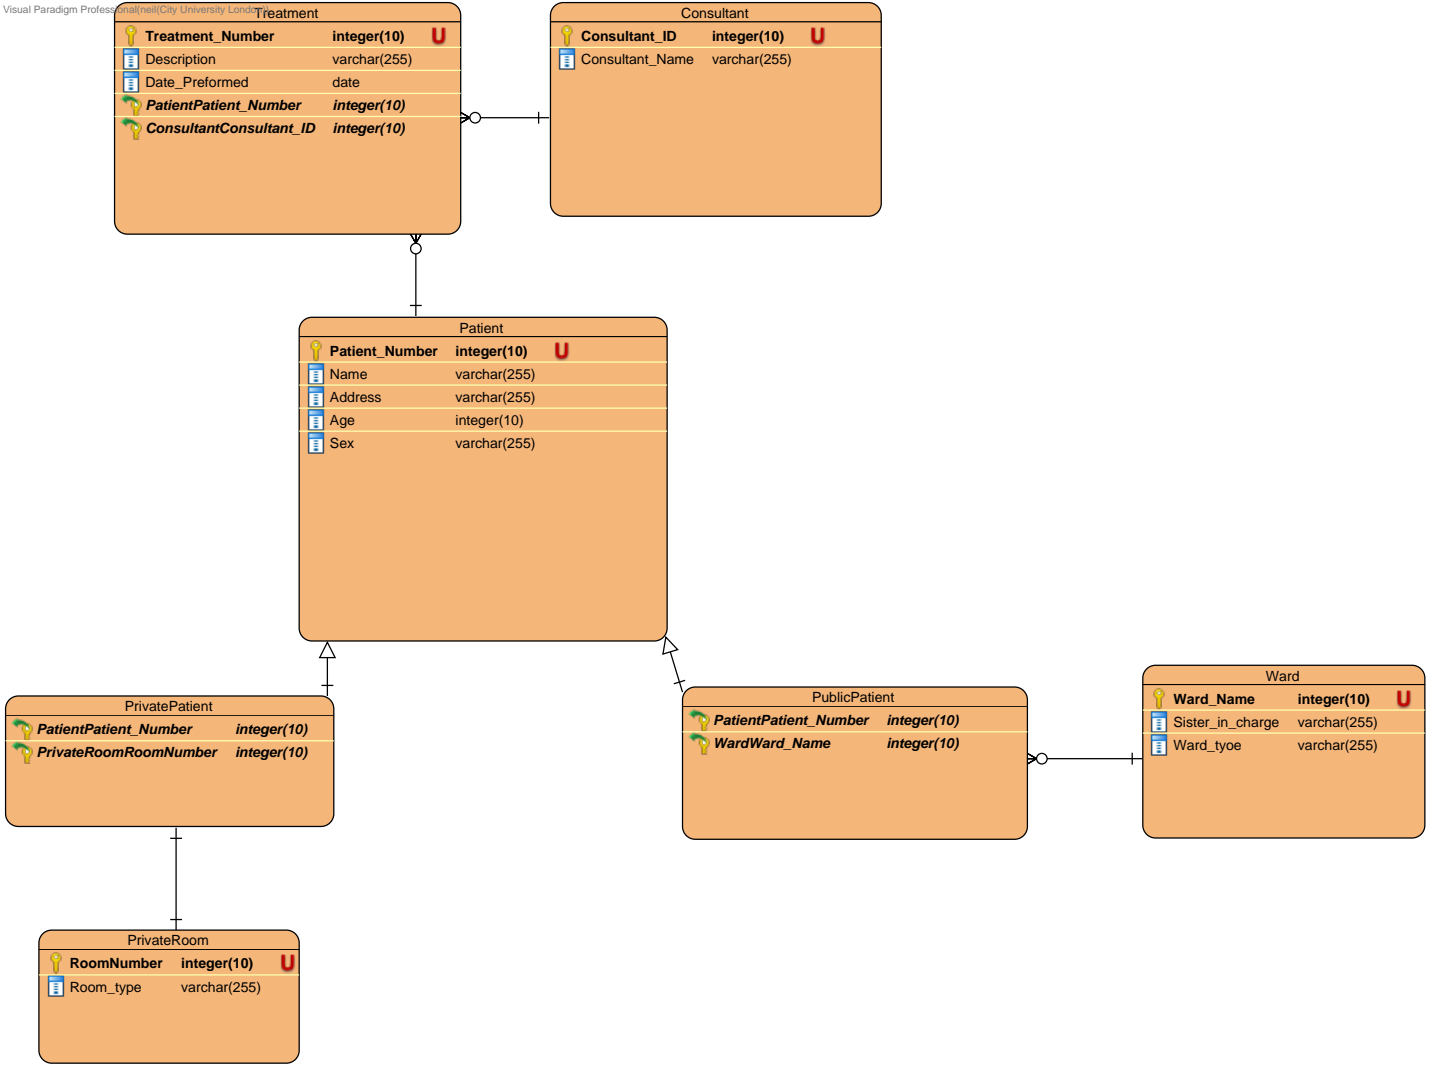 Visual Paradigm Professional(neil(City University London))
Treatment
Treatment_Number integer(10) U
Description varchar(255)
Date_Preformed date
PatientPatient_Number integer(10)
ConsultantConsultant_ID integer(10)
Consultant
Consultant_ID integer(10) U
Consultant_Name varchar(255)
Patient
Patient_Number integer(10) U
Name varchar(255)
Address varchar(255)
Age integer(10)
Sex varchar(255)
PrivatePatient
PatientPatient_Number integer(10)
PrivateRoomRoomNumber integer(10)
PublicPatient
PatientPatient_Number integer(10)
WardWard_Name integer(10)
Ward
Ward_Name integer(10) U
Sister_in_charge varchar(255)
Ward_tyoe varchar(255)
PrivateRoom
RoomNumber integer(10) U
Room_type varchar(255)